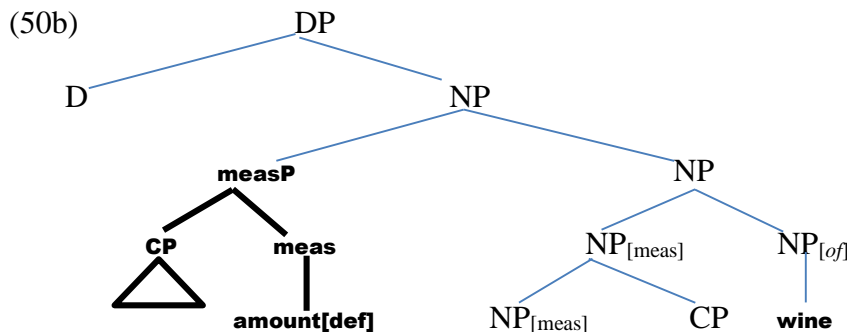 (50b) DP
D NP
measP NP
CP meas NP[meas] NP[of]
amount[def] NP[meas] CP wine